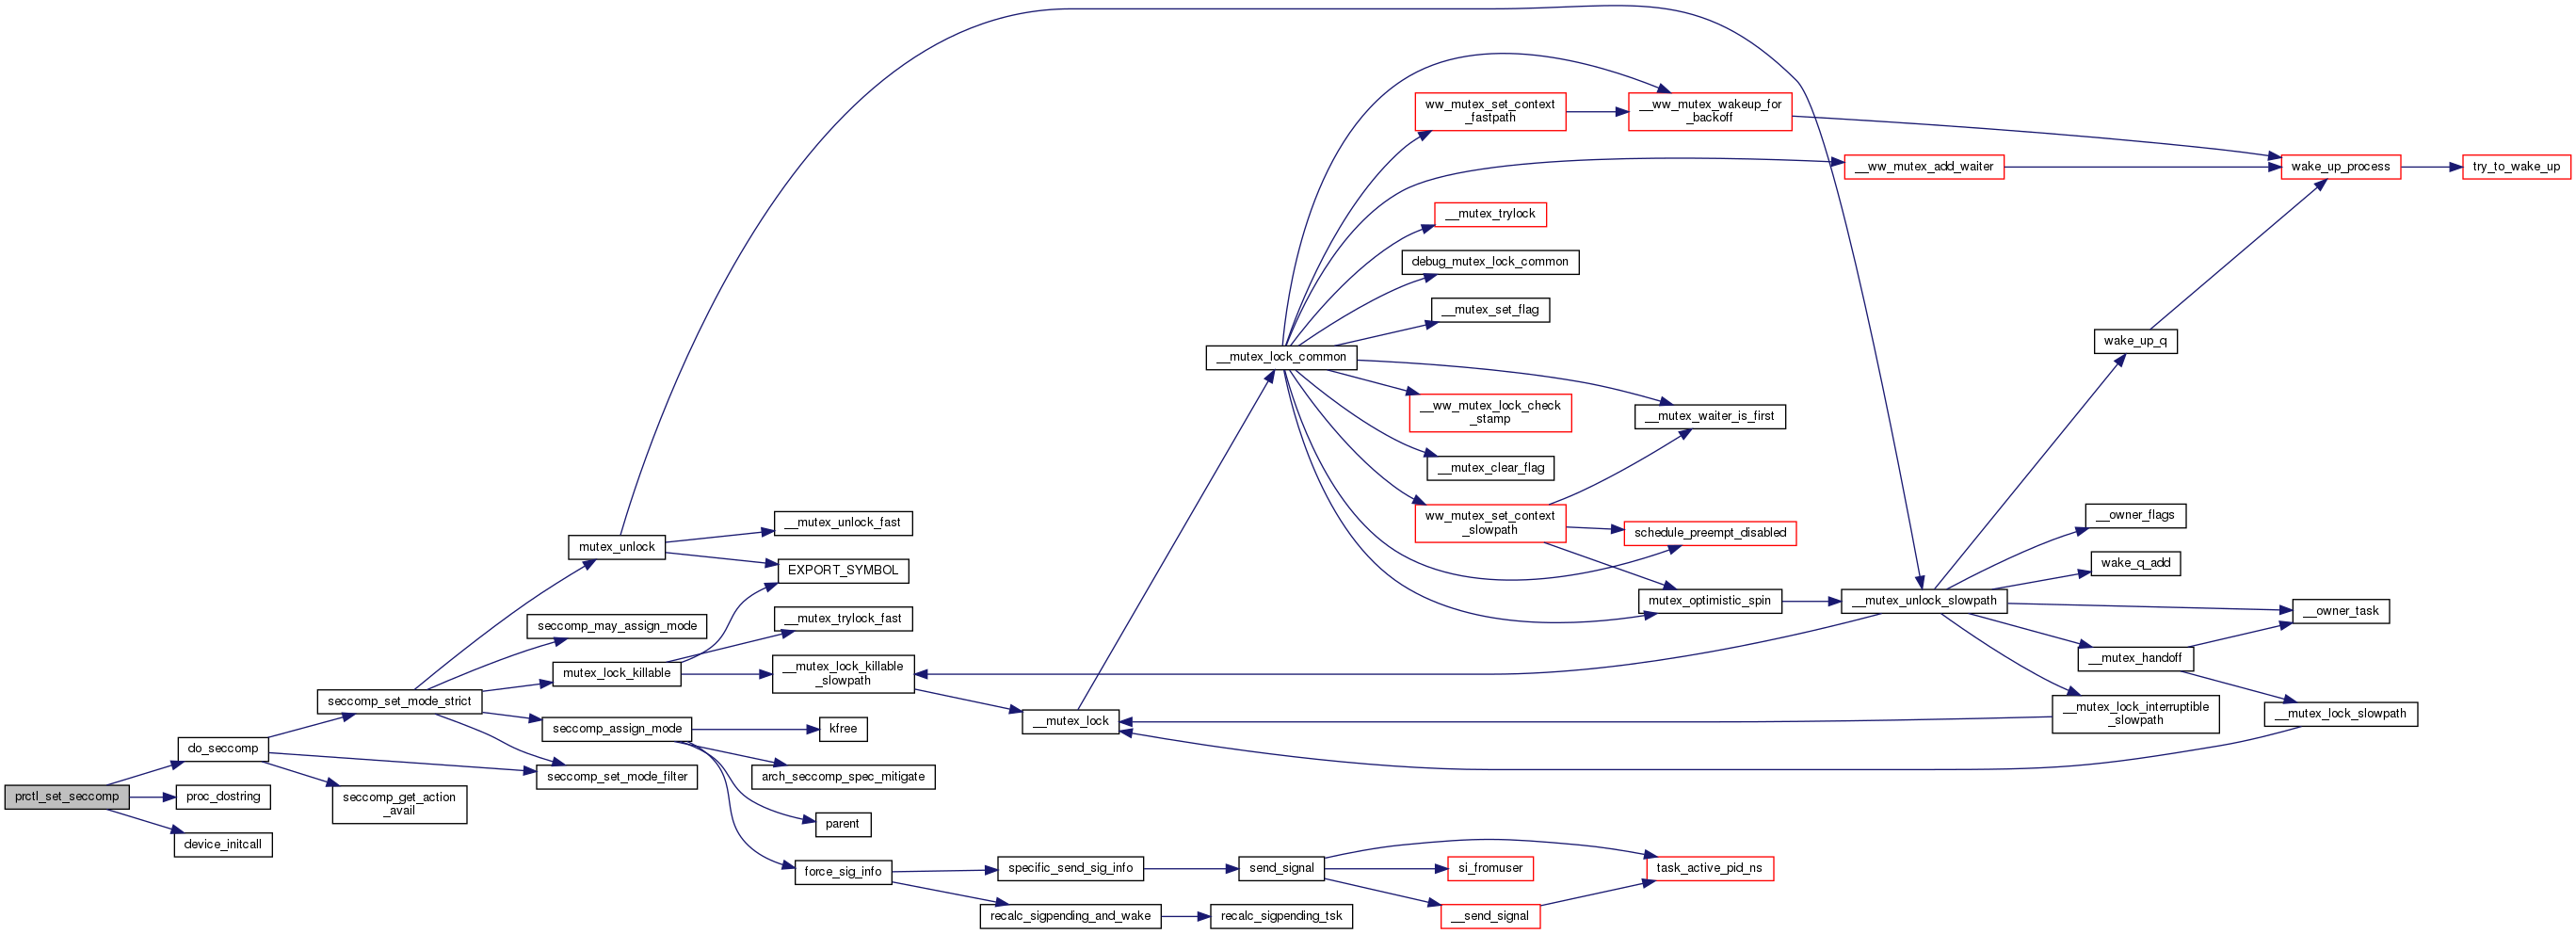 ww_mutex_set_context
_fastpath
__ww_mutex_wakeup_for
_backoff
__ww_mutex_add_waiter
wake_up_process
try_to_wake_up
__mutex_trylock
debug_mutex_lock_common
__mutex_set_flag
__mutex_lock_common
wake_up_q
__ww_mutex_lock_check
_stamp
__mutex_waiter_is_first
__mutex_clear_flag
ww_mutex_set_context
_slowpath
schedule_preempt_disabled
__owner_flags
__mutex_unlock_fast
mutex_unlock
EXPORT_SYMBOL
wake_q_add
mutex_optimistic_spin
__mutex_unlock_slowpath
__owner_task
__mutex_trylock_fast
seccomp_may_assign_mode
__mutex_handoff
mutex_lock_killable
__mutex_lock_killable
_slowpath
seccomp_set_mode_strict
__mutex_lock
__mutex_lock_interruptible
_slowpath
__mutex_lock_slowpath
seccomp_assign_mode
kfree
do_seccomp
seccomp_set_mode_filter
arch_seccomp_spec_mitigate
prctl_set_seccomp
proc_dostring
seccomp_get_action
_avail
parent
device_initcall
force_sig_info
specific_send_sig_info
send_signal
si_fromuser
task_active_pid_ns
recalc_sigpending_and_wake
recalc_sigpending_tsk
__send_signal